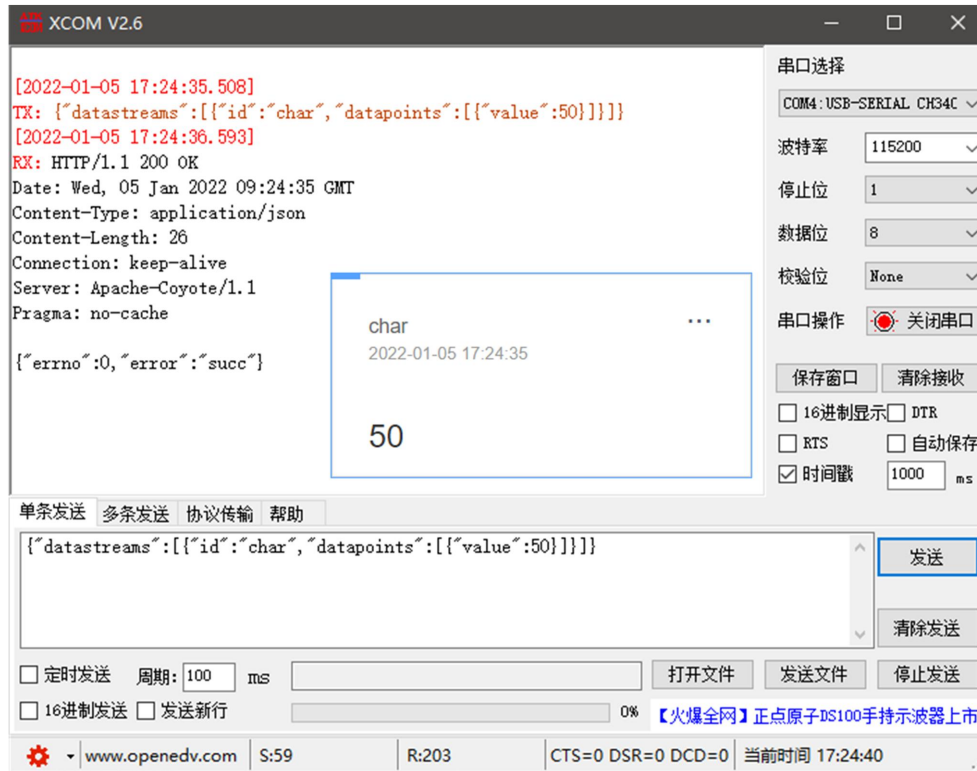 XCOM V2.6
[2022-01-05 17:24:35.508]
TX: {"datastreams":[{"id":"char","datapoints":[{"value":50}]}]}
[2022-01-05 17:24:36.593]
RX: HTTP/1.1 200 OK
Date: Wed, 05 Jan 2022 09:24:35 GMT
Content-Type: application/json
Content-Length: 26
Connection: keep-alive
Server: Apache-Coyote/1.1
Pragma: no-cache
{"errno":0,"error":"succ"}
char
...
2022-01-05 17:24:35
50
串口选择
COM4:USB-SERIAL CH34C
波特率 115200
停止位 1
数据位 8
校验位 None
串口操作 关闭串口
保存窗口 清除接收
16进制显示 DTR
RTS 自动保存
时间戳 1000 ms
单条发送 多条发送 协议传输 帮助
{"datastreams":[{"id":"char","datapoints":[{"value":50}]}]}
发送
清除发送
定时发送 周期: 100 ms 打开文件 发送文件 停止发送
16进制发送 发送新行 0% 【火爆全网】正点原子DS100手持示波器上市
www.openedv.com S:59 R:203 CTS=0 DSR=0 DCD=0 当前时间 17:24:40